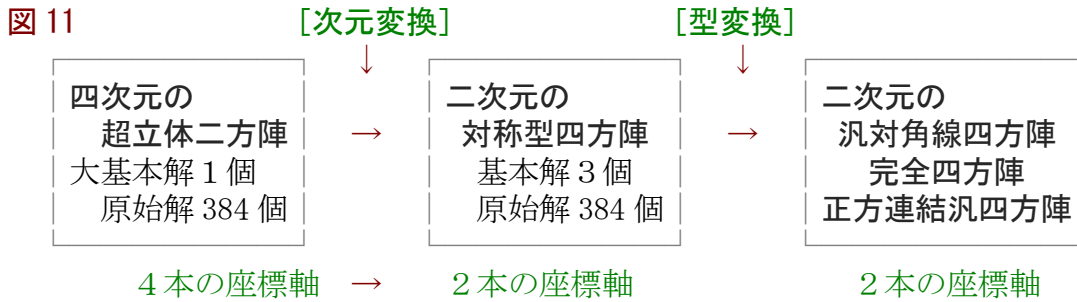 図 11 [次元変換] [型変換]
↓ ↓
四次元の
超立体二方陣
大基本解１個
原始解 384 個
→
二次元の
対称型四方陣
基本解３個
原始解 384 個
→
二次元の
汎対角線四方陣
完全四方陣
正方連結汎四方陣
４本の座標軸 → ２本の座標軸 ２本の座標軸